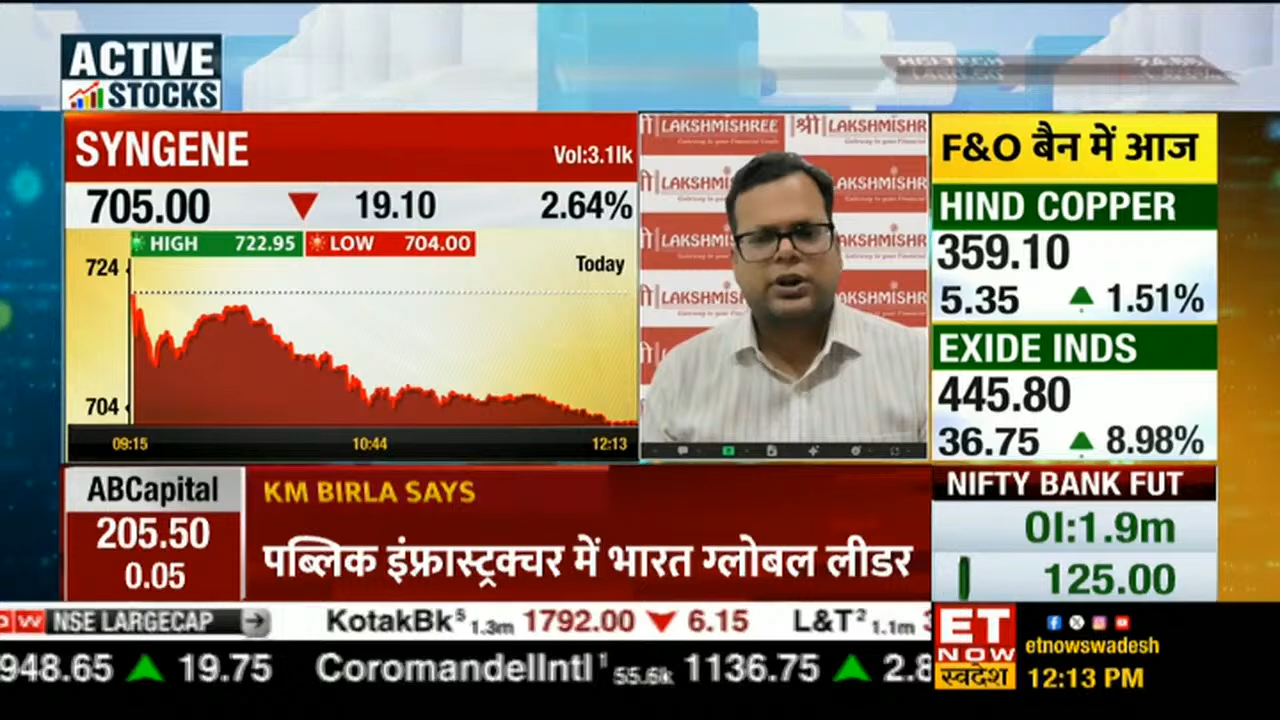 ACTIVE
STOCKS
SYNGENE
Vol:3.1lk
705.00 19.10 2.64%
HIGH 722.95 LOW 704.00
Today
724
704
09:15 10:44 12:13
LAKSHMISHREE श्री LAKSHMISHR
F&O बैन में आज
HIND COPPER
359.10
5.35 1.51%
EXIDE INDS
445.80
36.75 8.98%
NIFTY BANK FUT
OI:1.9m
125.00
ABCapital
205.50
0.05
KM BIRLA SAYS
पब्लिक इंफ्रास्ट्रक्चर में भारत ग्लोबल लीडर
NSE LARGECAP KotakBk 5 1.3m 1792.00 6.15 L&T 2 1.1m
948.65 19.75 CoromandelIntl 1 55.6k 1136.75 2.8
ET
NOW
स्वदेश
etnowswadesh
12:13 PM